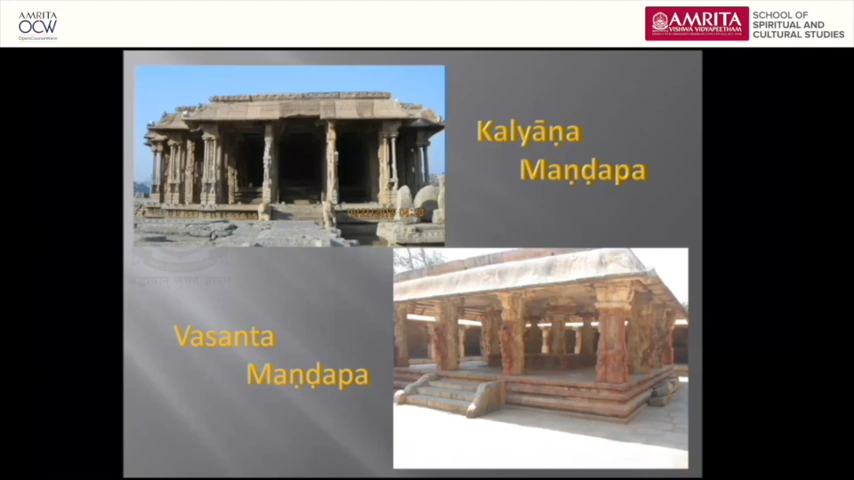 AMRITA
OCW
OpenCourseWare
AMRITA
VISHWA VIDYAPEETHAM
SCHOOL OF
SPIRITUAL AND
CULTURAL STUDIES
Kalyāṇa
Maṇḍapa
Vasanta
Maṇḍapa